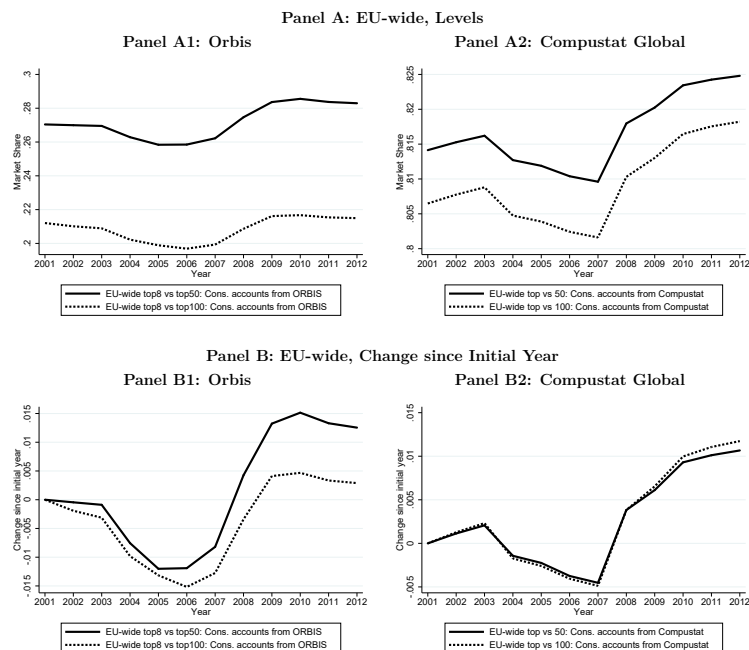 Panel A: EU-wide, Levels
Panel A1: Orbis
Panel A2: Compustat Global
Market Share
.3
.28
.26
.24
.22
.2
2001 2002 2003 2004 2005 2006 2007 2008 2009 2010 2011 2012
Year
EU-wide top8 vs top50: Cons. accounts from ORBIS
EU-wide top8 vs top100: Cons. accounts from ORBIS
Market Share
.825
.82
.815
.81
.805
.8
2001 2002 2003 2004 2005 2006 2007 2008 2009 2010 2011 2012
Year
EU-wide top vs 50: Cons. accounts from Compustat
EU-wide top vs 100: Cons. accounts from Compustat
Panel B: EU-wide, Change since Initial Year
Panel B1: Orbis
Panel B2: Compustat Global
Change since initial year
.015
.01
.005
0
-.005
-.01
-.015
2001 2002 2003 2004 2005 2006 2007 2008 2009 2010 2011 2012
Year
EU-wide top8 vs top50: Cons. accounts from ORBIS
EU-wide top8 vs top100: Cons. accounts from ORBIS
Change since initial year
.015
.01
.005
0
-.005
2001 2002 2003 2004 2005 2006 2007 2008 2009 2010 2011 2012
Year
EU-wide top vs 50: Cons. accounts from Compustat
EU-wide top vs 100: Cons. accounts from Compustat